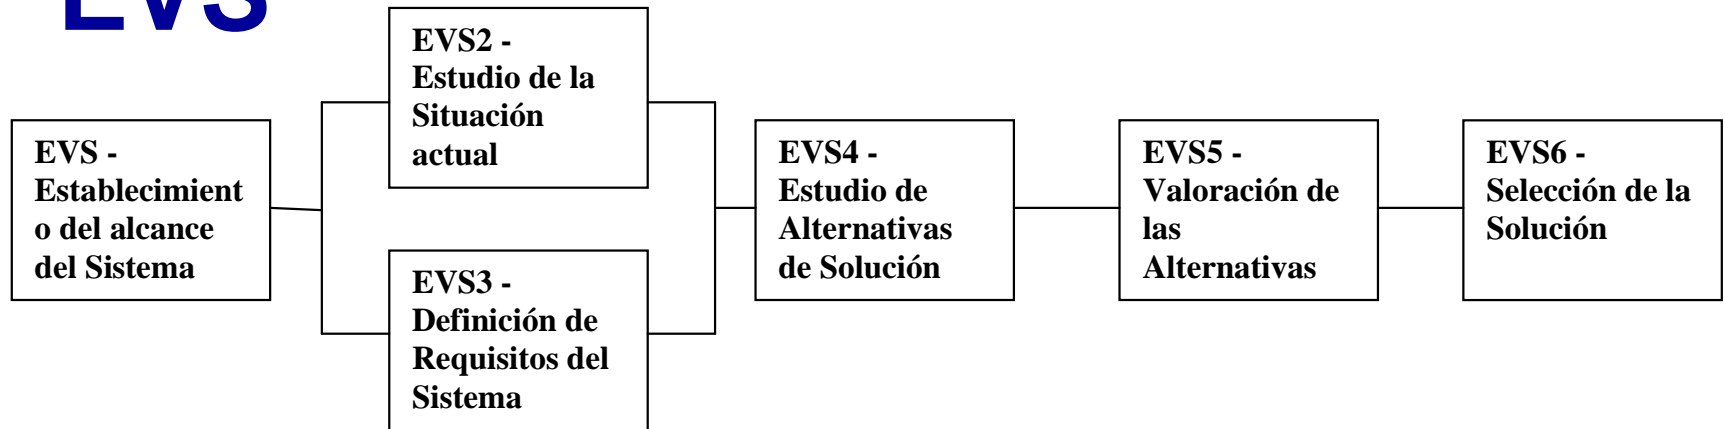 EVS
EVS2 -
Estudio de la
Situación
actual
EVS -
Establecimient
o del alcance
del Sistema
EVS3 -
Definición de
Requisitos del
Sistema
EVS4 -
Estudio de
Alternativas
de Solución
EVS5 -
Valoración de
las
Alternativas
EVS6 -
Selección de la
Solución